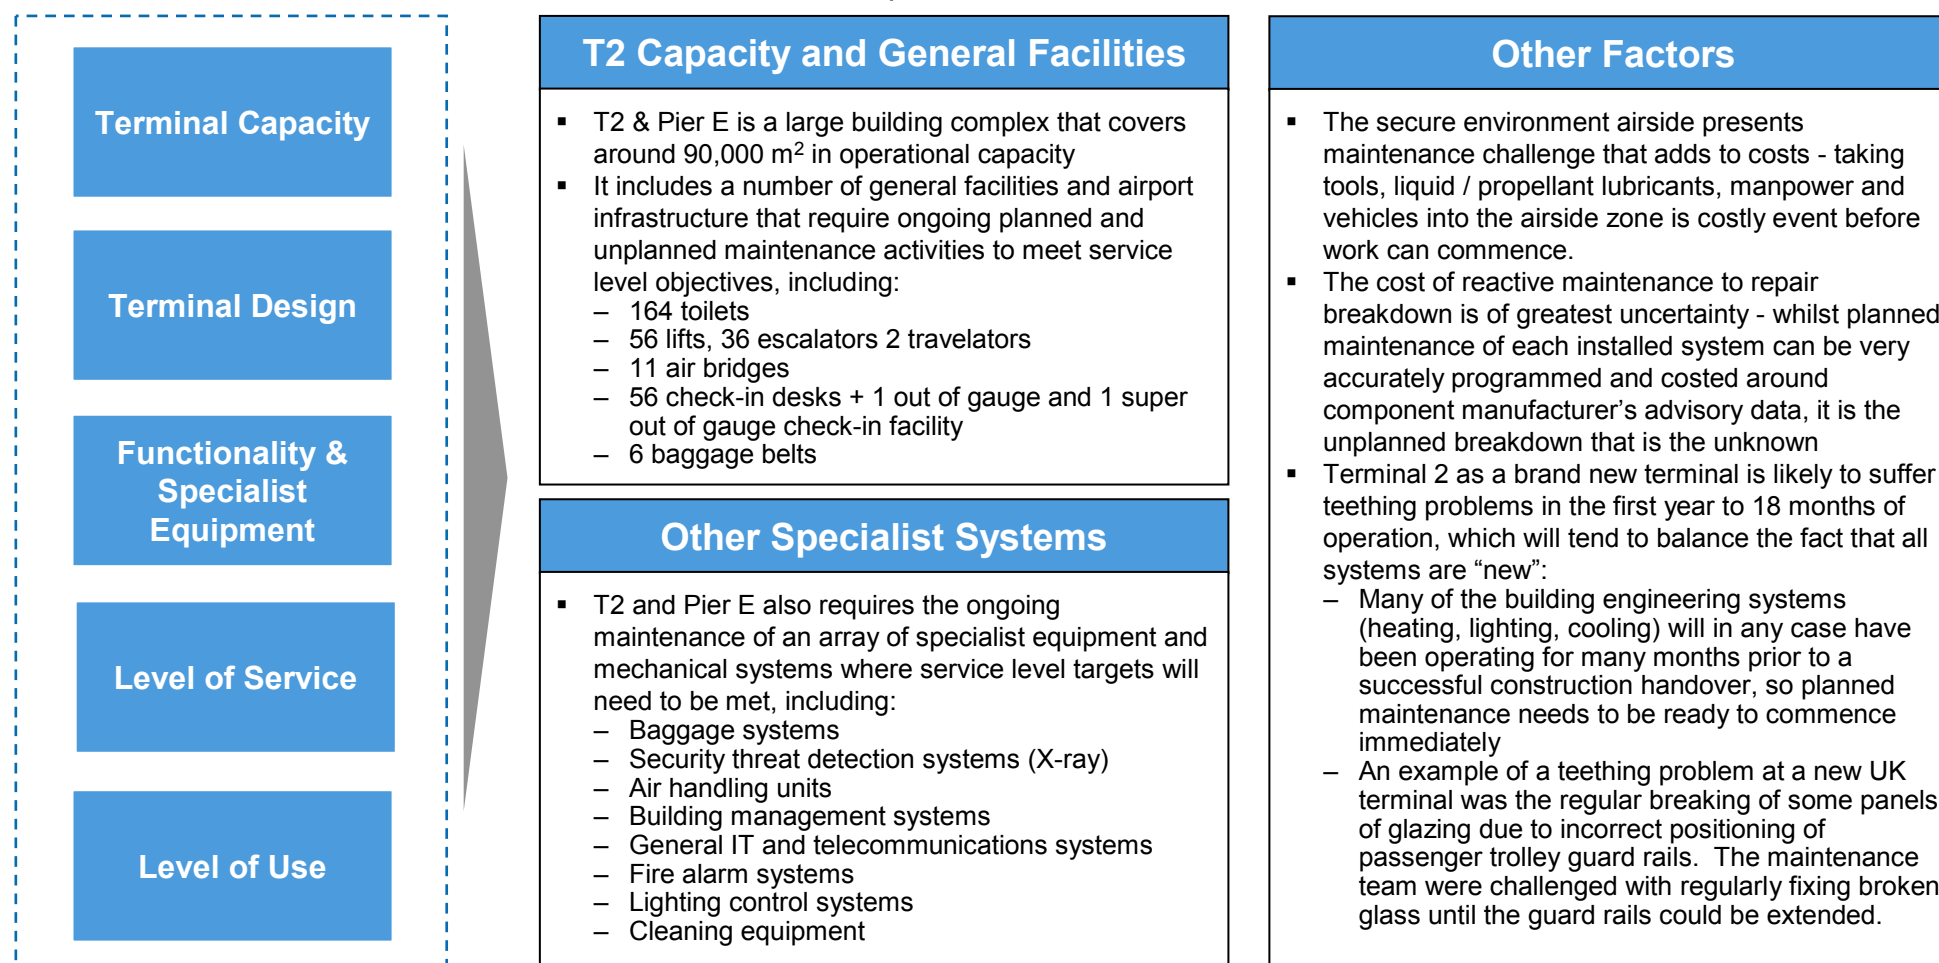 Terminal Capacity
Terminal Design
Functionality &
Specialist
Equipment
Level of Service
Level of Use
T2 Capacity and General Facilities
▪ T2 & Pier E is a large building complex that covers
around 90,000 m2 in operational capacity
▪ It includes a number of general facilities and airport
infrastructure that require ongoing planned and
unplanned maintenance activities to meet service
level objectives, including:
– 164 toilets
– 56 lifts, 36 escalators 2 travelators
– 11 air bridges
– 56 check-in desks + 1 out of gauge and 1 super
out of gauge check-in facility
– 6 baggage belts
Other Specialist Systems
▪ T2 and Pier E also requires the ongoing
maintenance of an array of specialist equipment and
mechanical systems where service level targets will
need to be met, including:
– Baggage systems
– Security threat detection systems (X-ray)
– Air handling units
– Building management systems
– General IT and telecommunications systems
– Fire alarm systems
– Lighting control systems
– Cleaning equipment
Other Factors
▪ The secure environment airside presents
maintenance challenge that adds to costs - taking
tools, liquid / propellant lubricants, manpower and
vehicles into the airside zone is costly event before
work can commence.
▪ The cost of reactive maintenance to repair
breakdown is of greatest uncertainty - whilst planned
maintenance of each installed system can be very
accurately programmed and costed around
component manufacturer’s advisory data, it is the
unplanned breakdown that is the unknown
▪ Terminal 2 as a brand new terminal is likely to suffer
teething problems in the first year to 18 months of
operation, which will tend to balance the fact that all
systems are “new”:
– Many of the building engineering systems
(heating, lighting, cooling) will in any case have
been operating for many months prior to a
successful construction handover, so planned
maintenance needs to be ready to commence
immediately
– An example of a teething problem at a new UK
terminal was the regular breaking of some panels
of glazing due to incorrect positioning of
passenger trolley guard rails.  The maintenance
team were challenged with regularly fixing broken
glass until the guard rails could be extended.